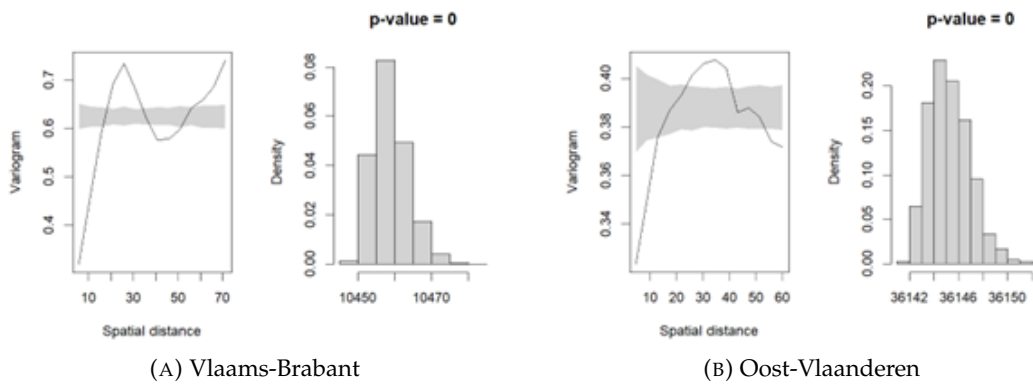 p-value = 0
p-value = 0
Variogram
0.4 0.5 0.6 0.7
10 30 50 70
Spatial distance
Density
0.00 0.02 0.04 0.06 0.08
10450 10470
Variogram
0.34 0.36 0.38 0.40
10 20 30 40 50 60
Spatial distance
Density
0.00 0.05 0.10 0.15 0.20
36142 36146 36150
(A) Vlaams-Brabant
(B) Oost-Vlaanderen